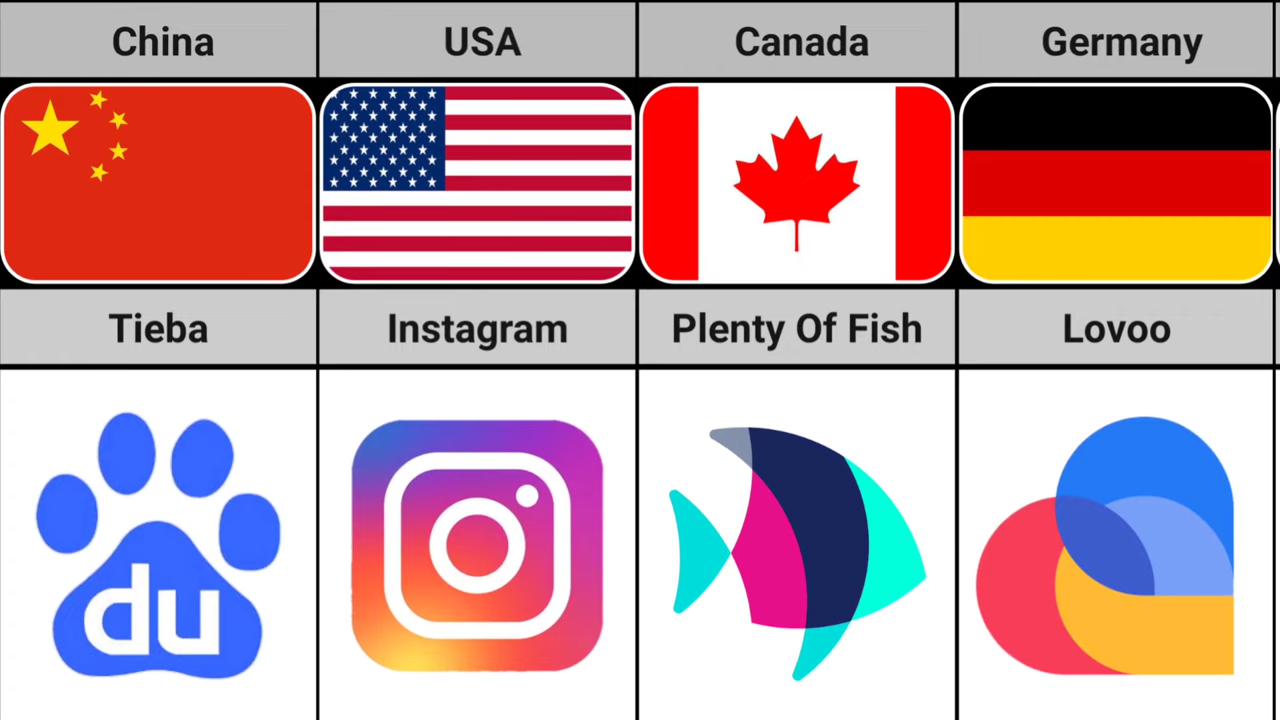 China
USA
Canada
Germany
Tieba
Instagram
Plenty Of Fish
Lovoo
du